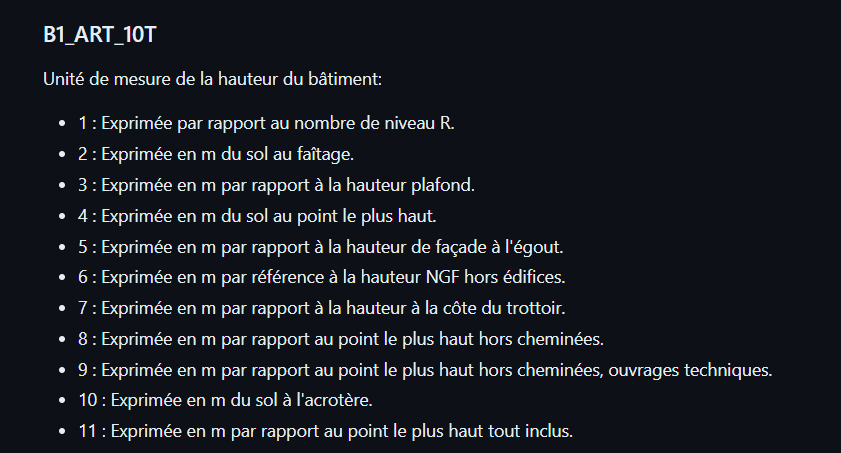 B1_ART_10T
Unité de mesure de la hauteur du bâtiment:
• 1 : Exprimée par rapport au nombre de niveau R.
• 2 : Exprimée en m du sol au faîtage.
• 3 : Exprimée en m par rapport à la hauteur plafond.
• 4 : Exprimée en m du sol au point le plus haut.
• 5 : Exprimée en m par rapport à la hauteur de façade à l'égout.
• 6 : Exprimée en m par référence à la hauteur NGF hors édifices.
• 7 : Exprimée en m par rapport à la hauteur à la côte du trottoir.
• 8 : Exprimée en m par rapport au point le plus haut hors cheminées.
• 9 : Exprimée en m par rapport au point le plus haut hors cheminées, ouvrages techniques.
• 10 : Exprimée en m du sol à l'acrotère.
• 11 : Exprimée en m par rapport au point le plus haut tout inclus.